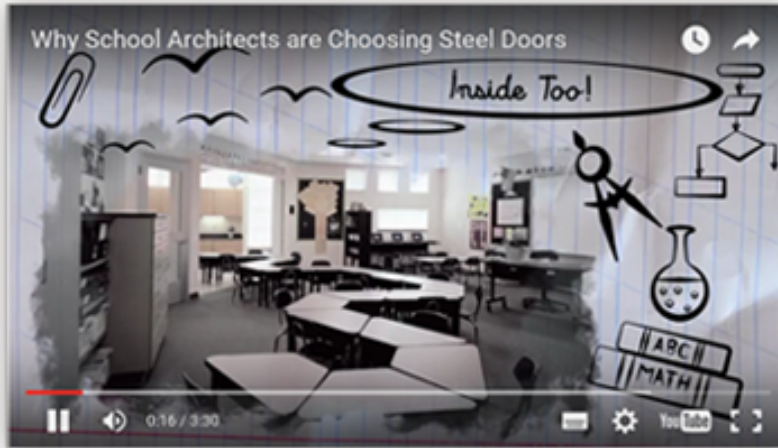 Why School Architects are Choosing Steel Doors
Inside Too!
ABC
MATH
0:16 / 3:30
YouTube